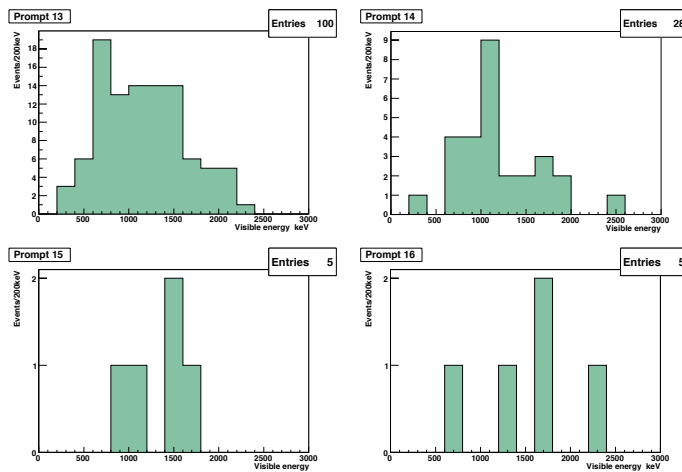 Prompt 13
Entries 100
Events/200keV
18
16
14
12
10
8
6
4
2
0
0 500 1000 1500 2000 2500 3000
Visible energy keV
Prompt 14
Entries 28
Events/200keV
9
8
7
6
5
4
3
2
1
0
0 500 1000 1500 2000 2500 3000
Visible energy
Prompt 15
Entries 5
Events/200keV
2
1
0
0 500 1000 1500 2000 2500 3000
Visible energy
Prompt 16
Entries 5
Events/200keV
2
1
0
0 500 1000 1500 2000 2500 3000
Visible energy keV